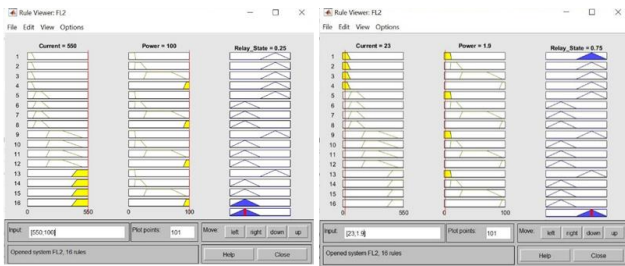 Rule Viewer: FL2
File Edit View Options
Current = 550
Power = 100
Relay_State = 0.25
1
2
3
4
5
6
7
8
9
10
11
12
13
14
15
16
0
550
0
100
Input:
[550;100]
Plot points:
101
Move:
left
right
down
up
Opened system FL2, 16 rules
Help
Close
Rule Viewer: FL2
File Edit View Options
Current = 23
Power = 1.9
Relay_State = 0.75
1
2
3
4
5
6
7
8
9
10
11
12
13
14
15
16
0
550
0
100
Input:
[23;1.9]
Plot points:
101
Move:
left
right
down
up
Opened system FL2, 16 rules
Help
Close